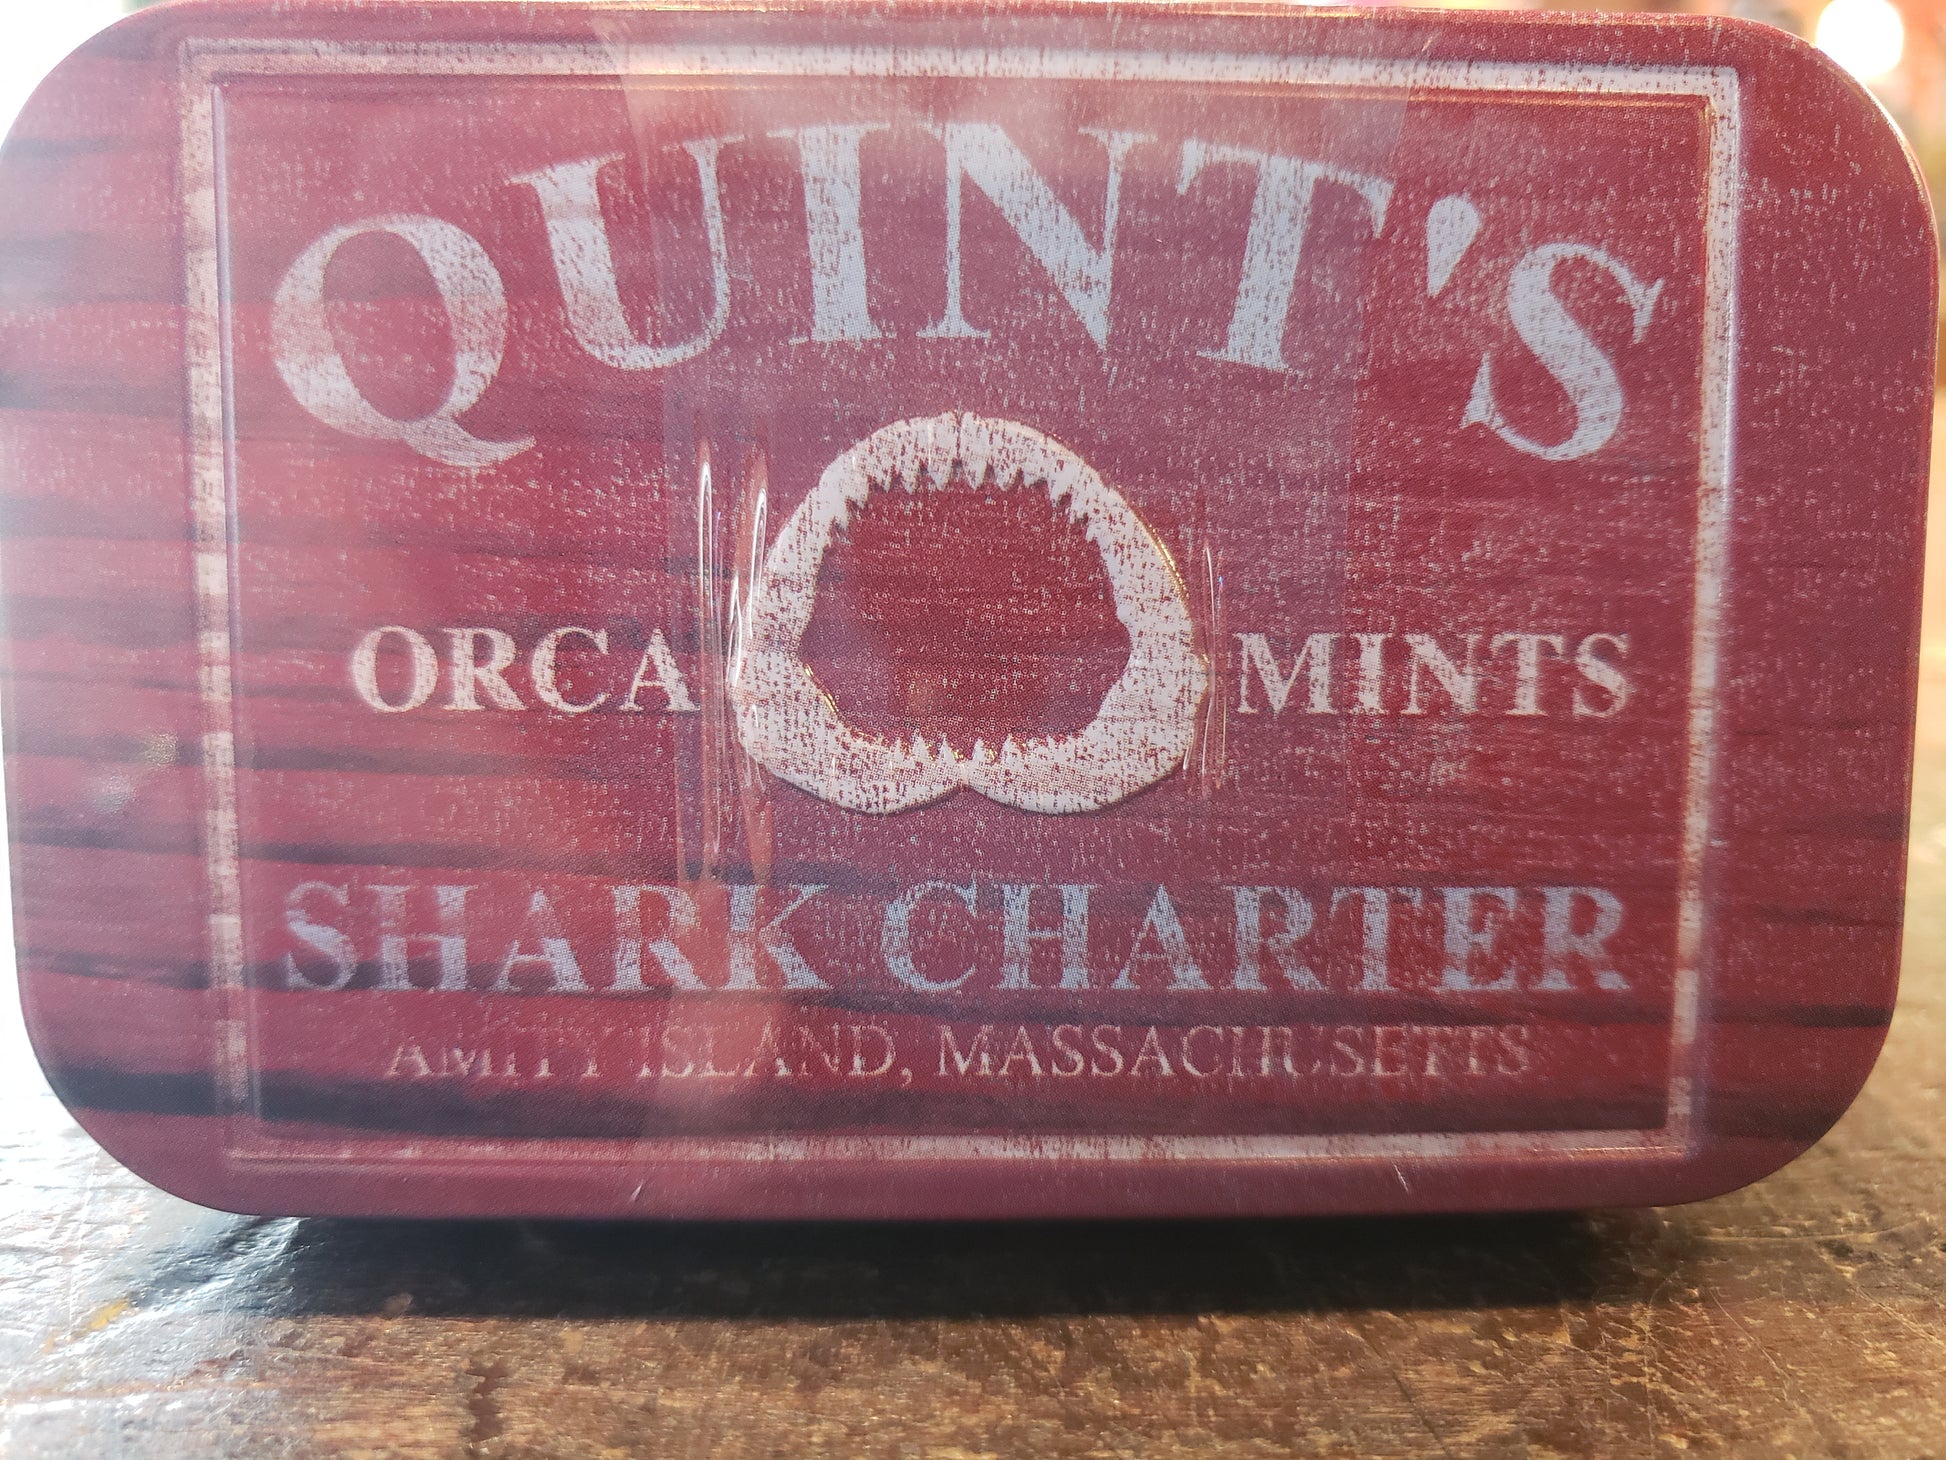 QUINT'S
ORCA MINTS
SHARK CHARTER
AMITY ISLAND, MASSACHUSETTS